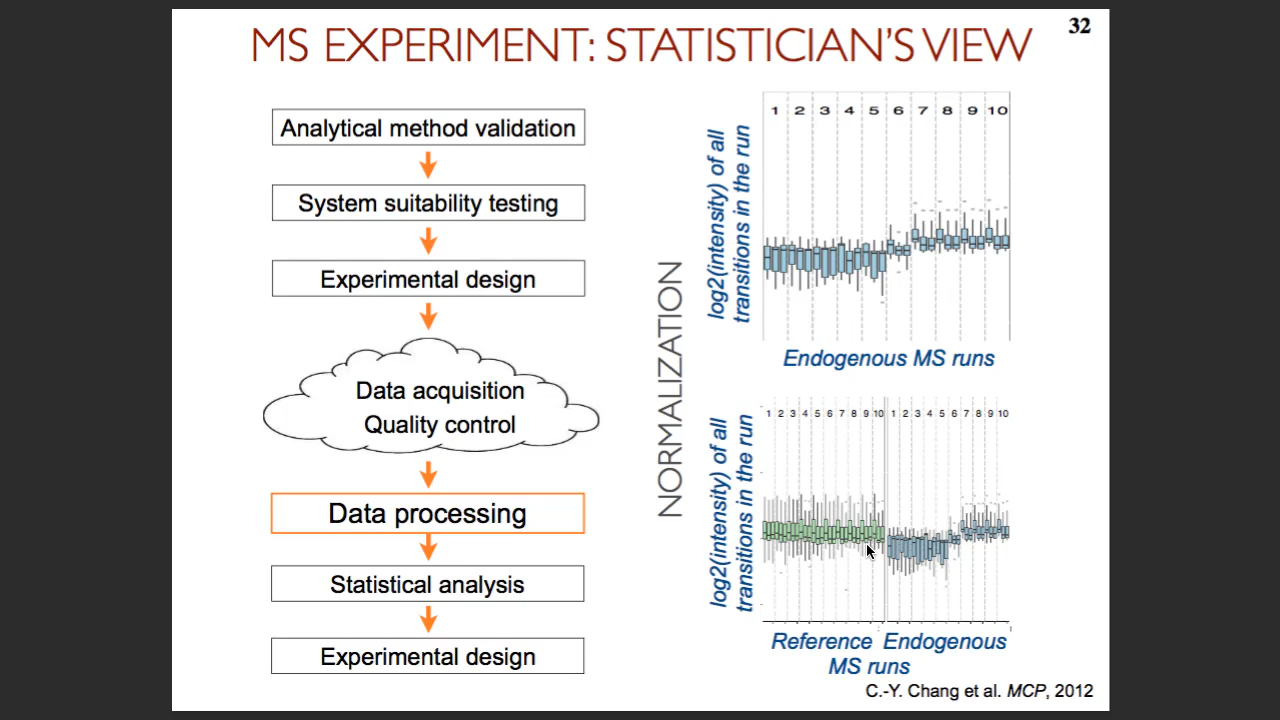 MS EXPERIMENT: STATISTICIAN'S VIEW
32
Analytical method validation
System suitability testing
Experimental design
Data acquisition
Quality control
Data processing
Statistical analysis
Experimental design
NORMALIZATION
log2(intensity) of all
transitions in the run
1 2 3 4 5 6 7 8 9 10
Endogenous MS runs
log2(intensity) of all
transitions in the run
1 2 3 4 5 6 7 8 9 10 1 2 3 4 5 6 7 8 9 10
Reference Endogenous
MS runs
C.-Y. Chang et al. MCP, 2012